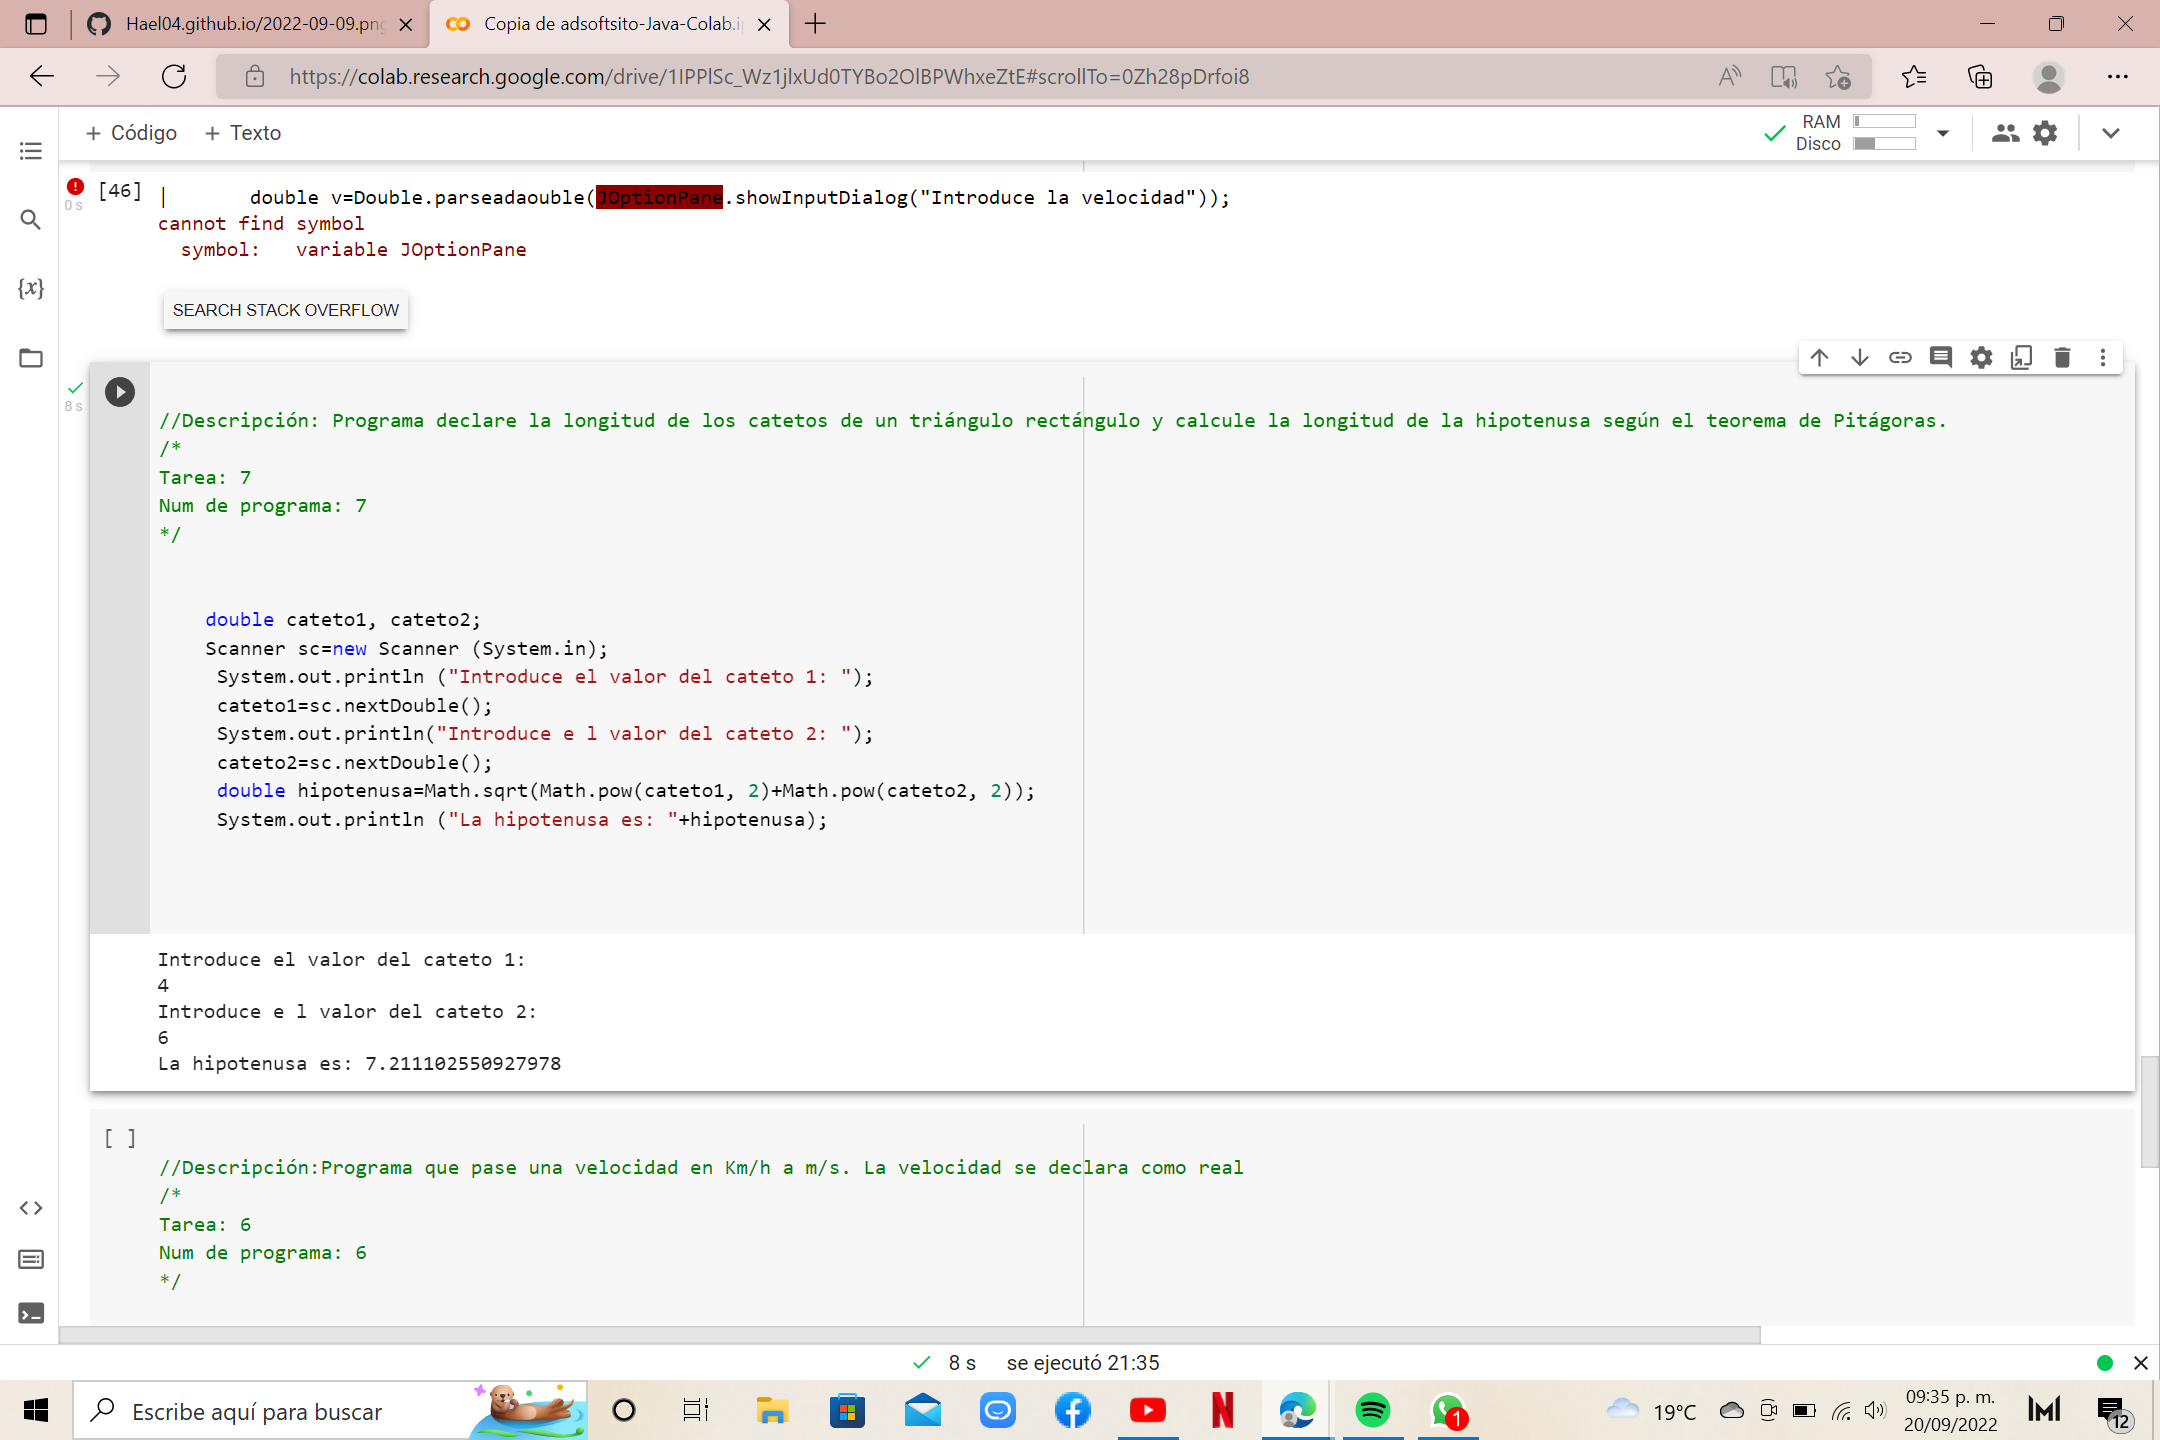 Hael04.github.io/2022-09-09.png
Copia de adsoftsito-Java-Colab.i
https://colab.research.google.com/drive/1IPPlSc_Wz1jlxUd0TYBo2OlBPWhxeZtE#scrollTo=0Zh28pDrfoi8
+ Código + Texto
RAM
Disco
[46] | double v=Double.parseadaouble(JOptionPane.showInputDialog("Introduce la velocidad"));
0 s
cannot find symbol
symbol: variable JOptionPane
{x}
SEARCH STACK OVERFLOW
8 s
//Descripción: Programa declare la longitud de los catetos de un triángulo rectángulo y calcule la longitud de la hipotenusa según el teorema de Pitágoras.
/*
Tarea: 7
Num de programa: 7
*/
double cateto1, cateto2;
Scanner sc=new Scanner (System.in);
System.out.println ("Introduce el valor del cateto 1: ");
cateto1=sc.nextDouble();
System.out.println("Introduce e l valor del cateto 2: ");
cateto2=sc.nextDouble();
double hipotenusa=Math.sqrt(Math.pow(cateto1, 2)+Math.pow(cateto2, 2));
System.out.println ("La hipotenusa es: "+hipotenusa);
Introduce el valor del cateto 1:
4
Introduce e l valor del cateto 2:
6
La hipotenusa es: 7.211102550927978
[ ]
//Descripción:Programa que pase una velocidad en Km/h a m/s. La velocidad se declara como real
/*
Tarea: 6
Num de programa: 6
*/
8 s se ejecutó 21:35
Escribe aquí para buscar
1
19°C
09:35 p. m.
20/09/2022
12